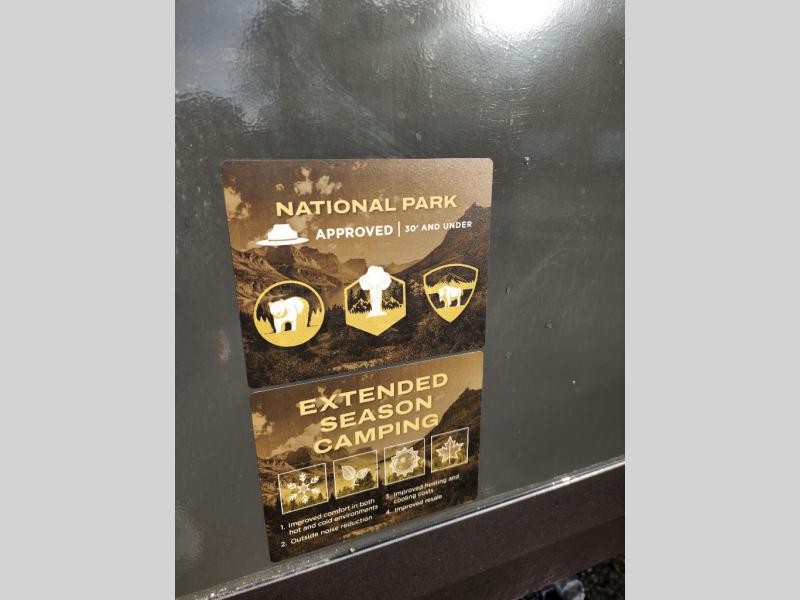 NATIONAL PARK
APPROVED | 30' AND UNDER
EXTENDED
SEASON
CAMPING
1. Improved comfort in both
hot and cold environments
2. Outside noise reduction
3. Improved heating and
cooling costs
4. Improved resale